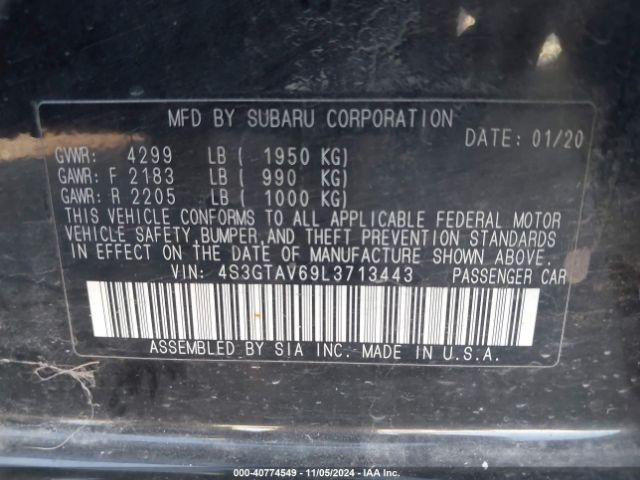 MFD BY SUBARU CORPORATION
DATE: 01/20
GVWR: 4299 LB ( 1950 KG)
GAWR: F 2183 LB ( 990 KG)
GAWR: R 2205 LB ( 1000 KG)
THIS VEHICLE CONFORMS TO ALL APPLICABLE FEDERAL MOTOR
VEHICLE SAFETY, BUMPER, AND THEFT PREVENTION STANDARDS
IN EFFECT ON THE DATE OF MANUFACTURE SHOWN ABOVE.
VIN: 4S3GTAV69L3713443 PASSENGER CAR
ASSEMBLED BY SIA INC. MADE IN U.S.A.
000-40774549 - 11/05/2024 - IAA Inc.